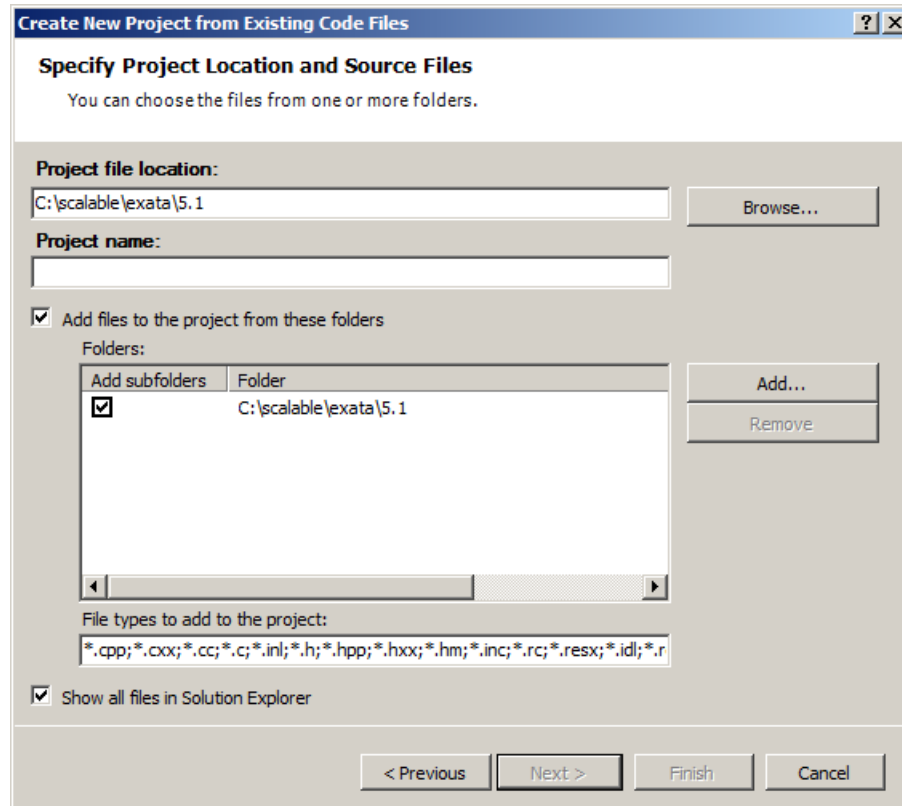 Create New Project from Existing Code Files
Specify Project Location and Source Files
You can choose the files from one or more folders.
Project file location:
C:\scalable\exata\5.1
Browse...
Project name:
Add files to the project from these folders
Folders:
Add subfolders Folder
Add...
C:\scalable\exata\5.1
Remove
File types to add to the project:
*.cpp;*.cxx;*.cc;*.c;*.inl;*.h;*.hpp;*.hxx;*.hm;*.inc;*.rc;*.resx;*.idl;*.r
Show all files in Solution Explorer
< Previous Next > Finish Cancel